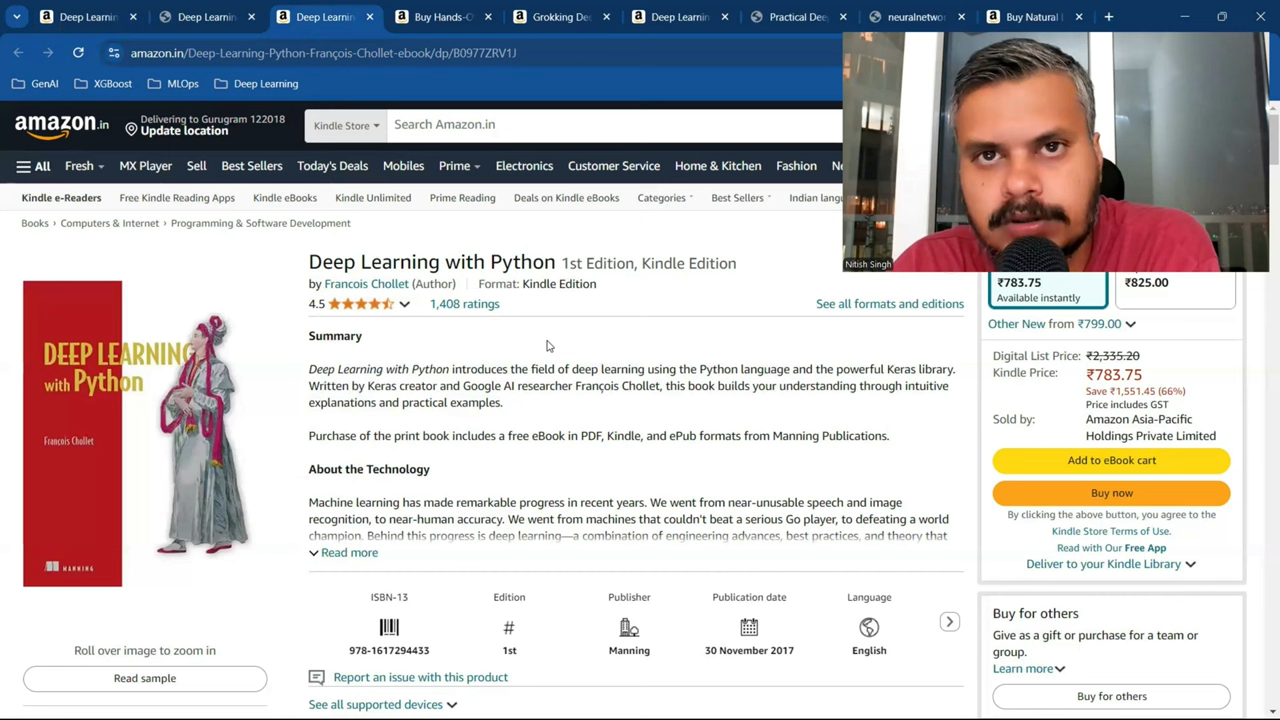 Deep Learnin
Deep Learnin
Deep Learnin
Buy Hands-O
Grokking De
Deep Learnin
Practical Dee
neuralnetwo
Buy Natural
amazon.in/Deep-Learning-Python-François-Chollet-ebook/dp/B0977ZRV1J
GenAI
XGBoost
MLOps
Deep Learning
amazon.in
Delivering to Gurugram 122018
Update location
Kindle Store
Search Amazon.in
All
Fresh
MX Player
Sell
Best Sellers
Today's Deals
Mobiles
Prime
Electronics
Customer Service
Home & Kitchen
Fashion
Kindle e-Readers
Free Kindle Reading Apps
Kindle eBooks
Kindle Unlimited
Prime Reading
Deals on Kindle eBooks
Categories
Best Sellers
Indian lang
Books › Computers & Internet › Programming & Software Development
Nitish Singh
DEEP LEARNING
with Python
François Chollet
MANNING
Roll over image to zoom in
Read sample
Deep Learning with Python 1st Edition, Kindle Edition
by Francois Chollet (Author) Format: Kindle Edition
4.5 1,408 ratings
See all formats and editions
Summary
Deep Learning with Python introduces the field of deep learning using the Python language and the powerful Keras library.
Written by Keras creator and Google AI researcher François Chollet, this book builds your understanding through intuitive
explanations and practical examples.
Purchase of the print book includes a free eBook in PDF, Kindle, and ePub formats from Manning Publications.
About the Technology
Machine learning has made remarkable progress in recent years. We went from near-unusable speech and image
recognition, to near-human accuracy. We went from machines that couldn't beat a serious Go player, to defeating a world
champion. Behind this progress is deep learning—a combination of engineering advances, best practices, and theory that
Read more
ISBN-13
978-1617294433
Edition
#
1st
Publisher
Manning
Publication date
30 November 2017
Language
English
Report an issue with this product
See all supported devices
₹783.75
Available instantly
₹825.00
Other New from ₹799.00
Digital List Price: ₹2,335.20
Kindle Price: ₹783.75
Save ₹1,551.45 (66%)
Price includes GST
Sold by: Amazon Asia-Pacific
Holdings Private Limited
Add to eBook cart
Buy now
By clicking the above button, you agree to the
Kindle Store Terms of Use.
Read with Our Free App
Deliver to your Kindle Library
Buy for others
Give as a gift or purchase for a team or
group.
Learn more
Buy for others